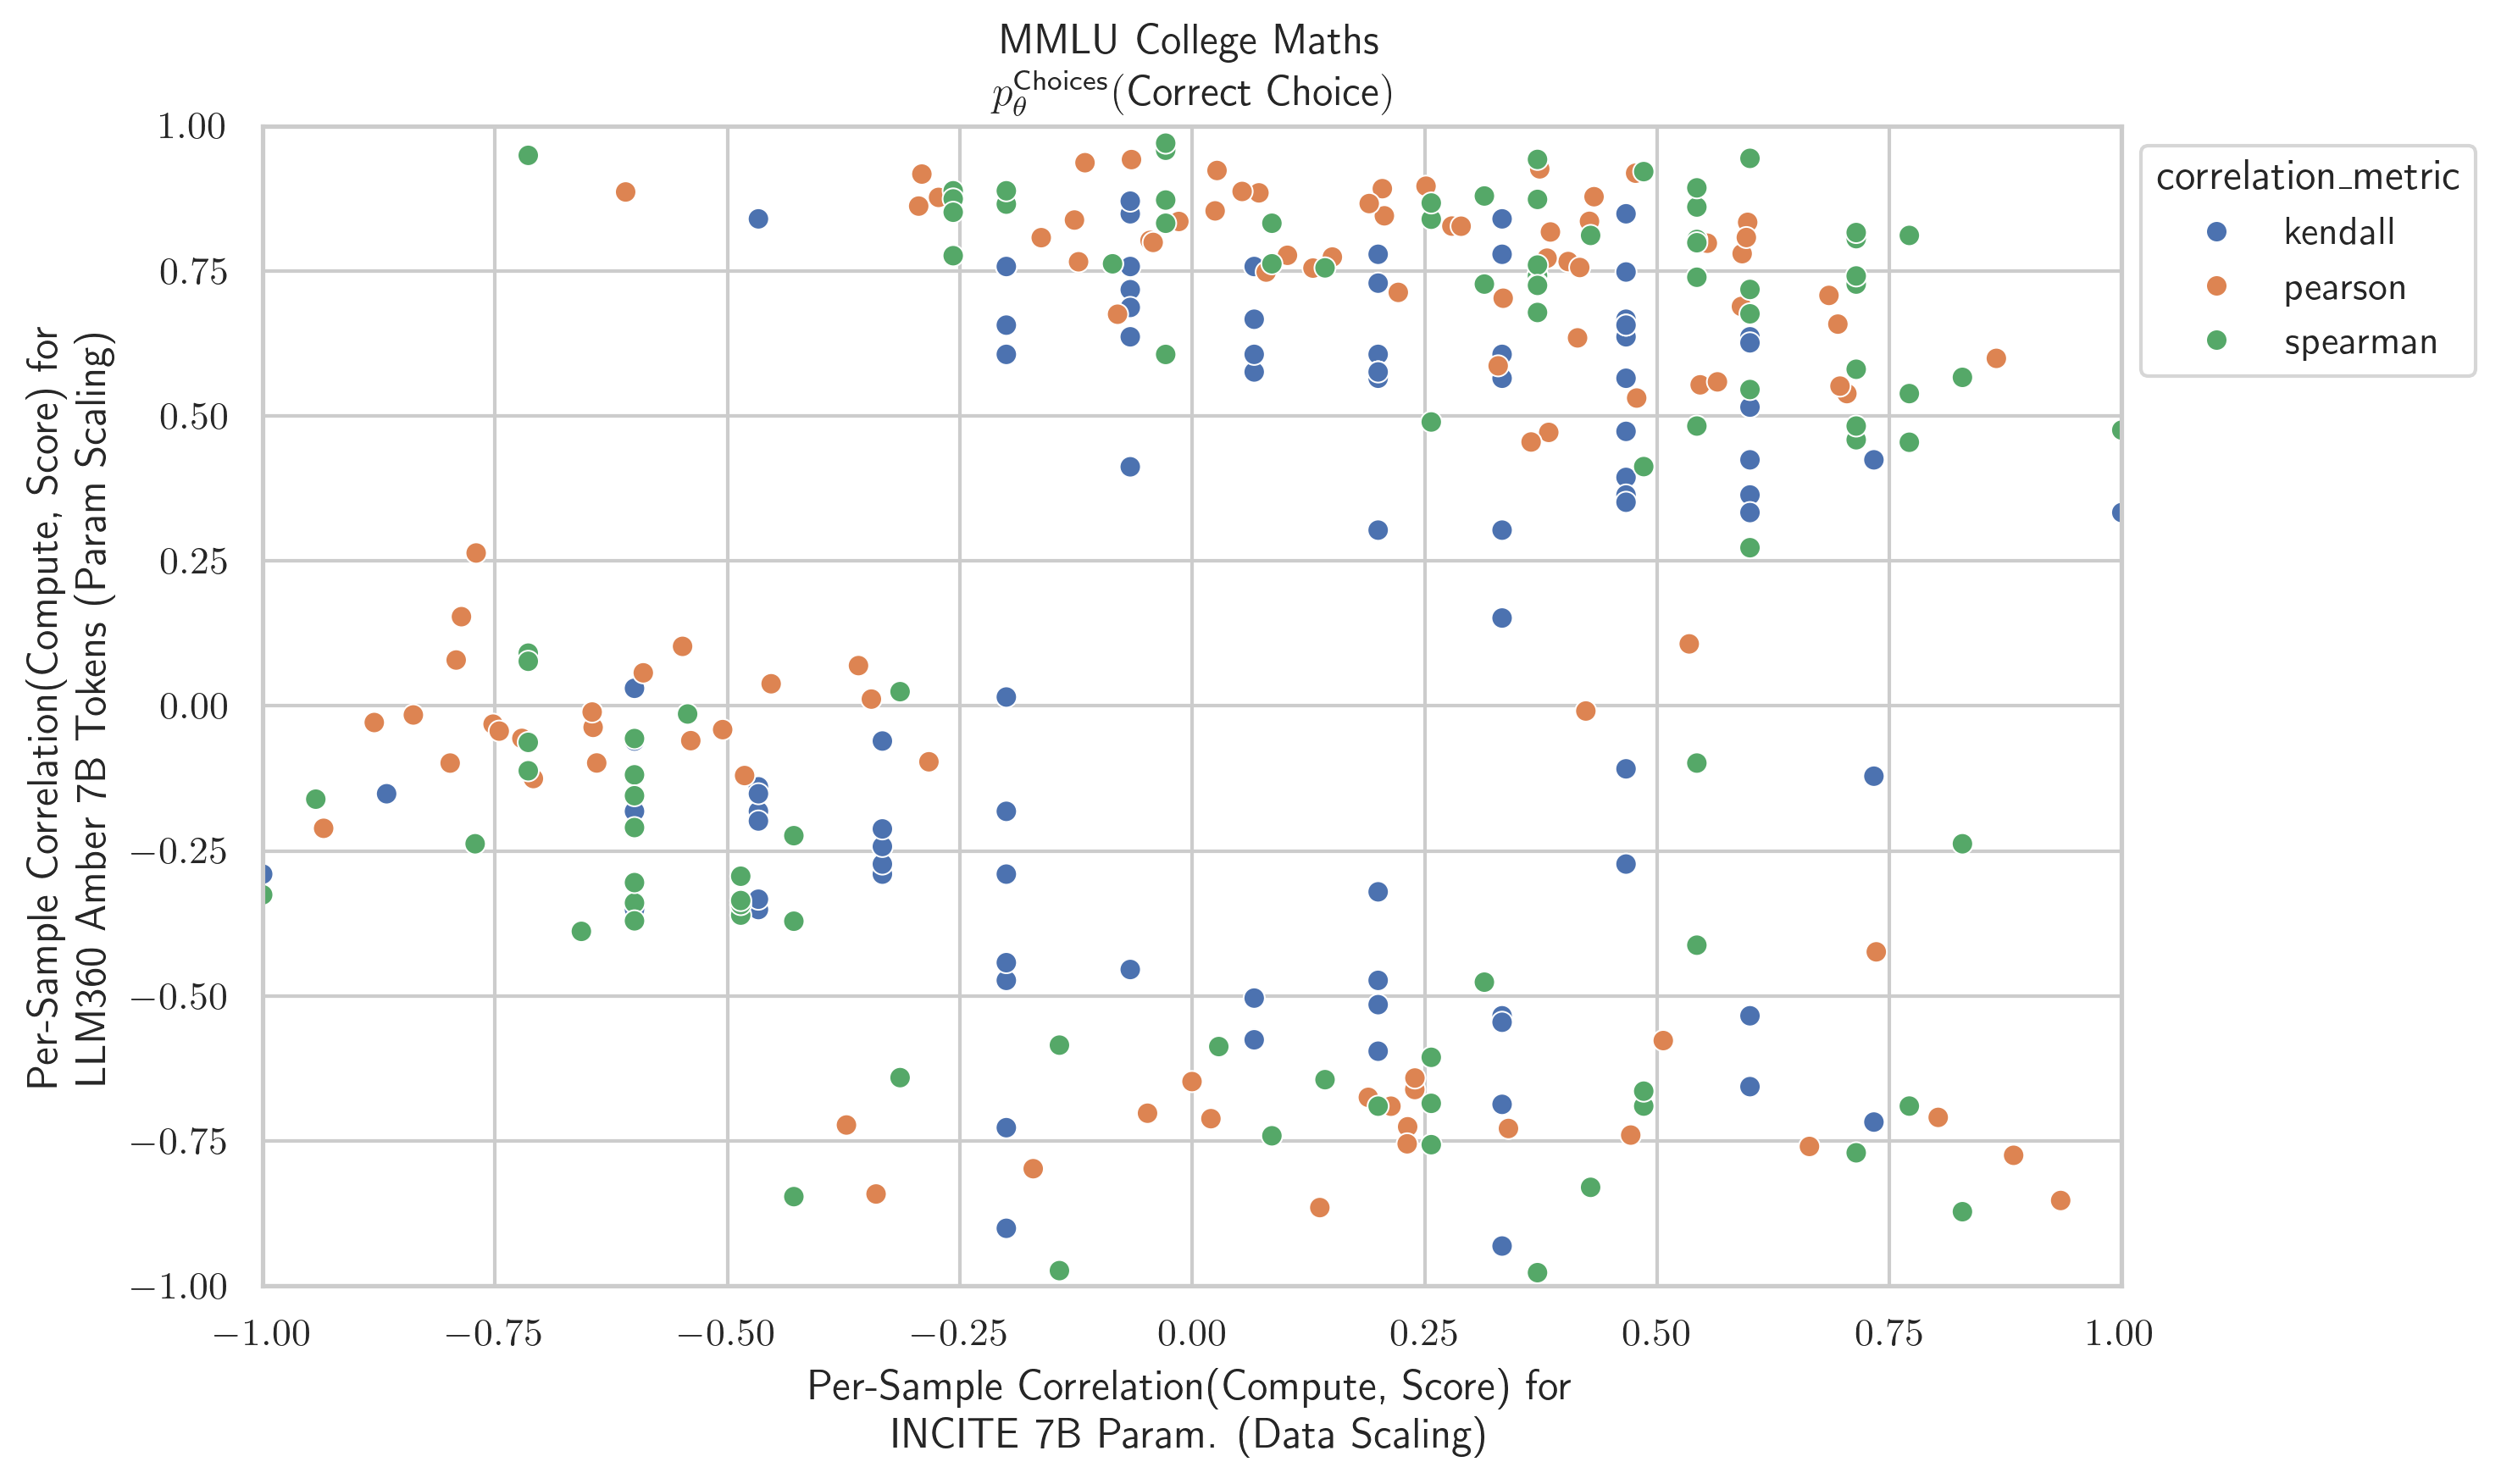 MMLU College Maths
p_θ^Choices(Correct Choice)
1.00
0.75
0.50
0.25
0.00
−0.25
−0.50
−0.75
−1.00
Per-Sample Correlation(Compute, Score) for
LLM360 Amber 7B Tokens (Param Scaling)
correlation_metric
kendall
pearson
spearman
−1.00 −0.75 −0.50 −0.25 0.00 0.25 0.50 0.75 1.00
Per-Sample Correlation(Compute, Score) for
INCITE 7B Param. (Data Scaling)